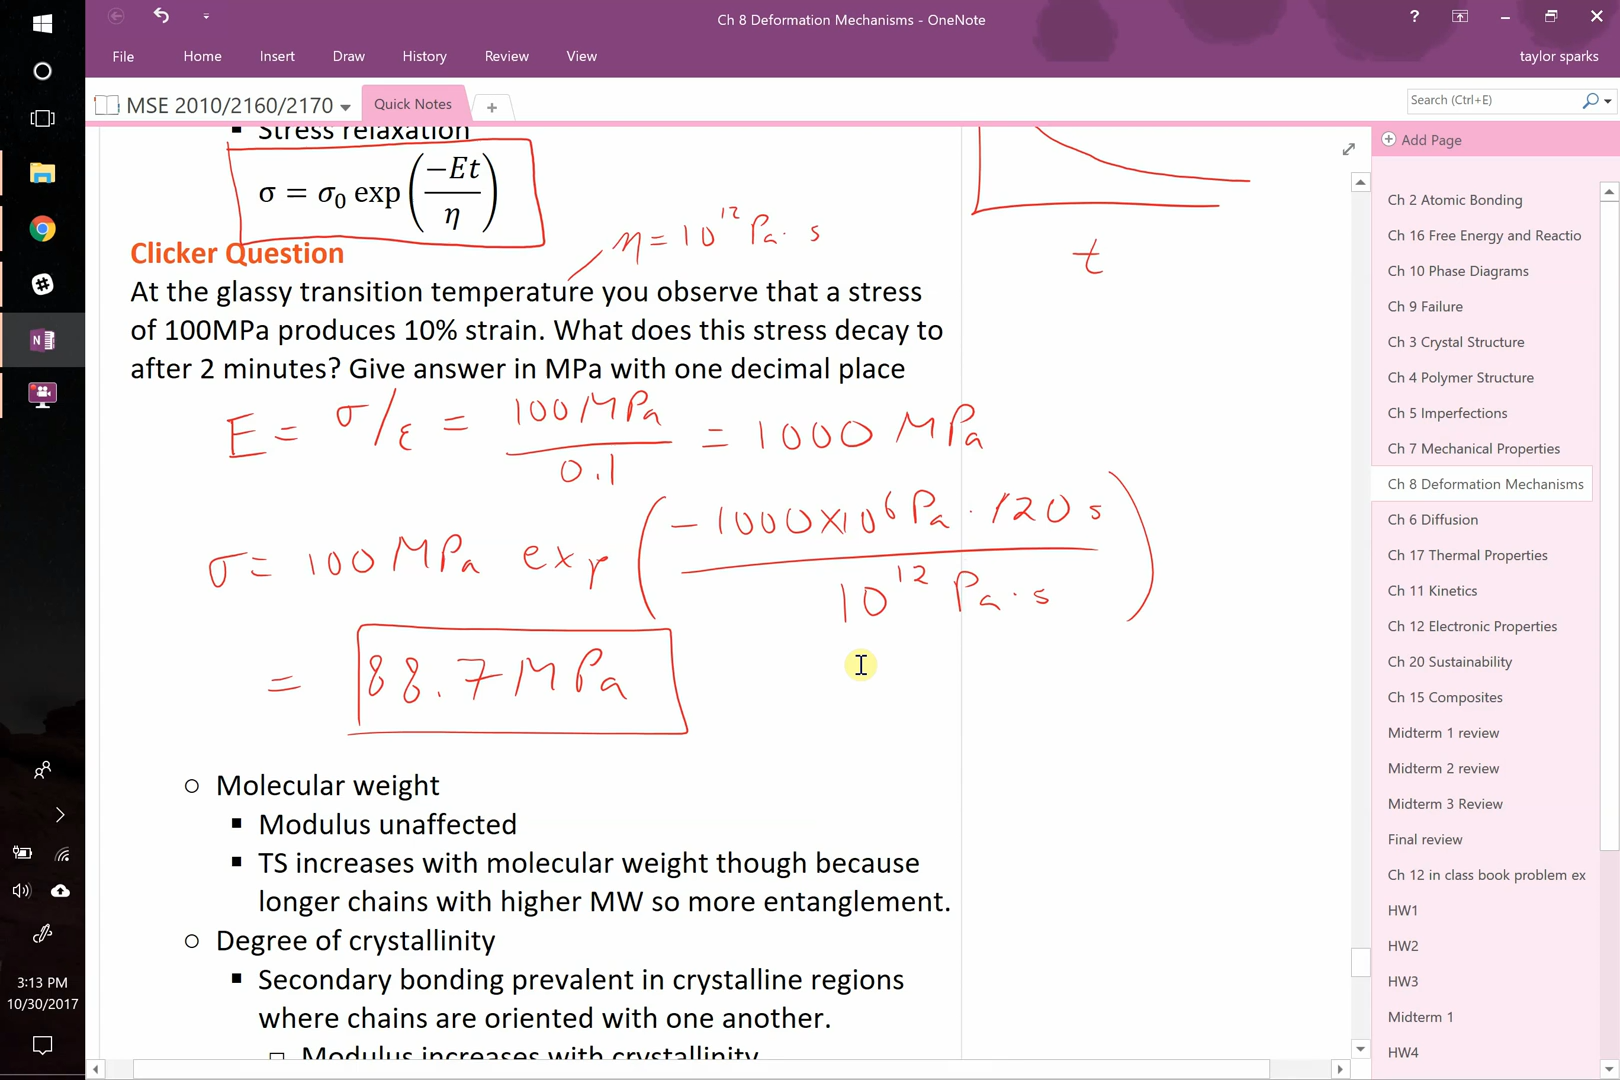 Ch 8 Deformation Mechanisms - OneNote
?
File Home Insert Draw History Review View
taylor sparks
MSE 2010/2160/2170
Quick Notes
+
Search (Ctrl+E)
Stress relaxation
σ = σ₀ exp(−Et/η)
η = 10¹² Pa · s
t
Clicker Question
At the glassy transition temperature you observe that a stress
of 100MPa produces 10% strain. What does this stress decay to
after 2 minutes? Give answer in MPa with one decimal place
E = σ/ε = 100MPa/0.1 = 1000 MPa
σ = 100 MPa exp(−1000x10⁶ Pa · 120 s / 10¹² Pa · s)
= 88.7 MPa
Molecular weight
Modulus unaffected
TS increases with molecular weight though because
longer chains with higher MW so more entanglement.
Degree of crystallinity
Secondary bonding prevalent in crystalline regions
where chains are oriented with one another.
Modulus increases with crystallinity
Add Page
Ch 2 Atomic Bonding
Ch 16 Free Energy and Reactio
Ch 10 Phase Diagrams
Ch 9 Failure
Ch 3 Crystal Structure
Ch 4 Polymer Structure
Ch 5 Imperfections
Ch 7 Mechanical Properties
Ch 8 Deformation Mechanisms
Ch 6 Diffusion
Ch 17 Thermal Properties
Ch 11 Kinetics
Ch 12 Electronic Properties
Ch 20 Sustainability
Ch 15 Composites
Midterm 1 review
Midterm 2 review
Midterm 3 Review
Final review
Ch 12 in class book problem ex
HW1
HW2
HW3
Midterm 1
HW4
3:13 PM
10/30/2017